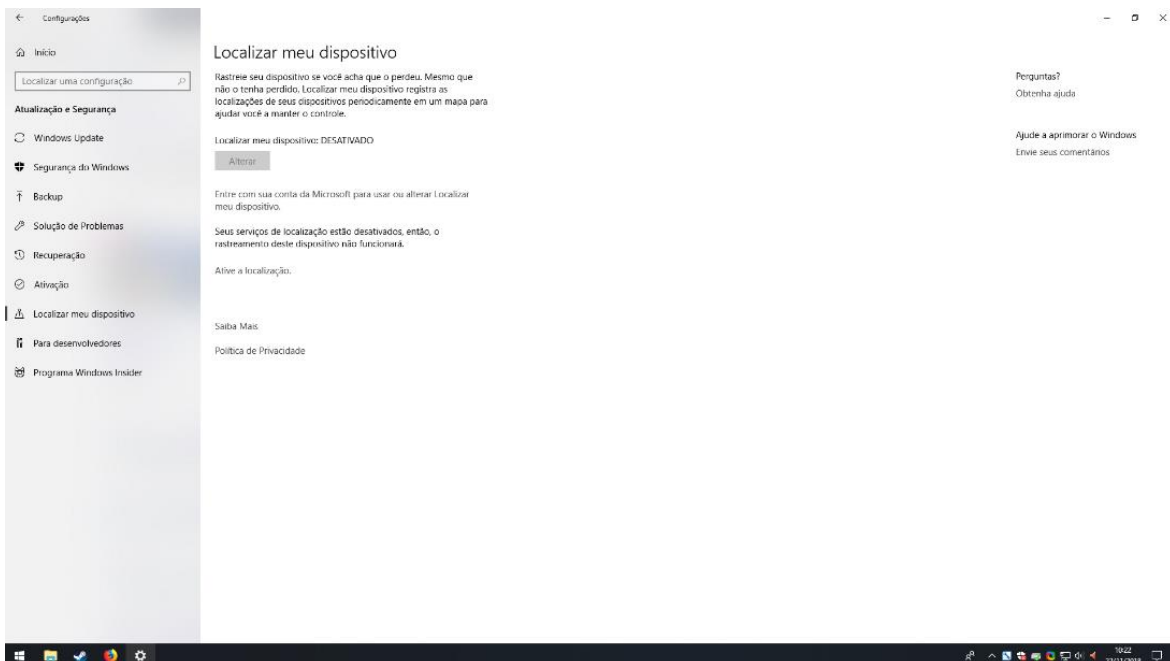 Configurações
Início
Localizar uma configuração
Atualização e Segurança
Windows Update
Segurança do Windows
Backup
Solução de Problemas
Recuperação
Ativação
Localizar meu dispositivo
Para desenvolvedores
Programa Windows Insider
Localizar meu dispositivo
Rastreie seu dispositivo se você acha que o perdeu. Mesmo que
não o tenha perdido, Localizar meu dispositivo registra as
localizações de seus dispositivos periodicamente em um mapa para
ajudar você a manter o controle.
Localizar meu dispositivo: DESATIVADO
Alterar
Entre com sua conta da Microsoft para usar ou alterar Localizar
meu dispositivo.
Seus serviços de localização estão desativados, então, o
rastreamento deste dispositivo não funcionará.
Ative a localização.
Saiba Mais
Política de Privacidade
Perguntas?
Obtenha ajuda
Ajude a aprimorar o Windows
Envie seus comentários
10:22